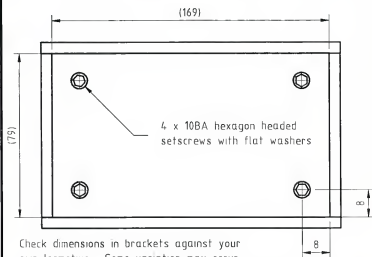 (169)
(79)
4 x 10BA hexagon headed
setscrews with flat washers
8
8
Check dimensions in brackets against your